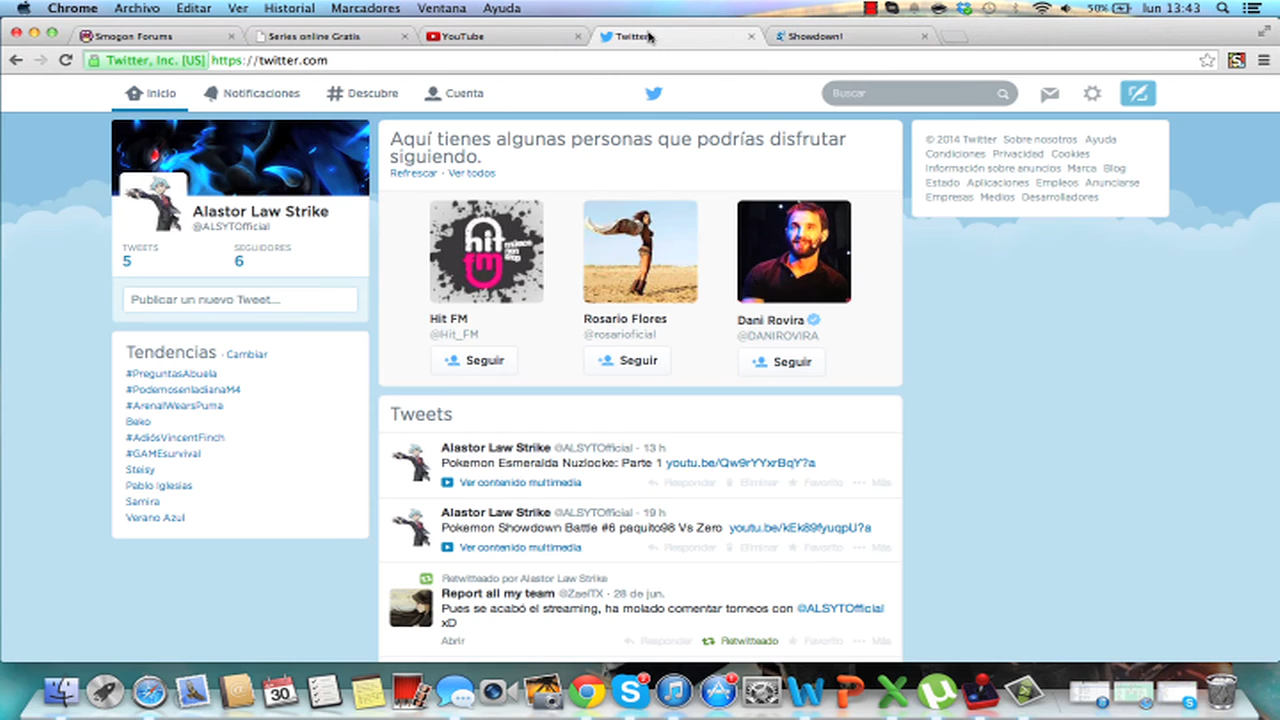 Chrome Archivo Editar Ver Historial Marcadores Ventana Ayuda 50% lun 13:43
Smogon Forums Series online Gratis YouTube Twitter Showdown!
Twitter, Inc. [US] https://twitter.com
Inicio Notificaciones Descubre Cuenta Buscar
Alastor Law Strike
@ALSYTOfficial
TWEETS SEGUIDORES
5 6
Publicar un nuevo Tweet...
Tendencias · Cambiar
#PreguntasAbuela
#PodemosenladianaM4
#ArenalWearsPuma
Beko
#AdiósVincentFinch
#GAMEsurvival
Steisy
Pablo Iglesias
Samira
Verano Azul
Aquí tienes algunas personas que podrías disfrutar
siguiendo.
Refrescar · Ver todos
hit
fm
Hit FM Rosario Flores Dani Rovira
@Hit_FM @rosarioficial @DANIROVIRA
Seguir Seguir Seguir
Tweets
Alastor Law Strike @ALSYTOfficial · 13 h
Pokemon Esmeralda Nuzlocke: Parte 1 youtu.be/Qw9rYYxrBqY?a
Ver contenido multimedia Responder Eliminar Favorito Más
Alastor Law Strike @ALSYTOfficial · 19 h
Pokemon Showdown Battle #6 paquito98 Vs Zero youtu.be/kEk89fyuqpU?a
Ver contenido multimedia Responder Eliminar Favorito Más
Retwitteado por Alastor Law Strike
Report all my team @ZaelTX · 28 de jun.
Pues se acabó el streaming, ha molado comentar torneos con @ALSYTOfficial
xD
Abrir Responder Retwitteado Favorito Más
© 2014 Twitter Sobre nosotros Ayuda
Condiciones Privacidad Cookies
Información sobre anuncios Marca Blog
Estado Aplicaciones Empleos Anunciarse
Empresas Medios Desarrolladores
30